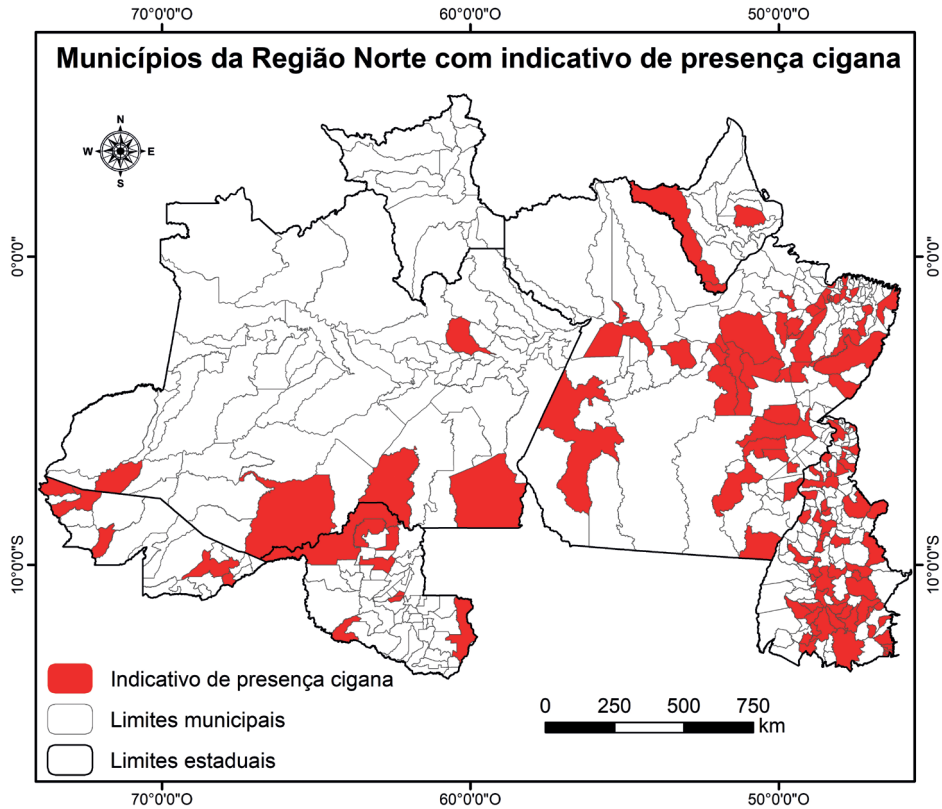 70°0'0"O 60°0'0"O 50°0'0"O
Municípios da Região Norte com indicativo de presença cigana
N
W E
S
0°0'0" 0°0'0"
10°0'0"S 10°0'0"S
Indicativo de presença cigana
Limites municipais
Limites estaduais
0 250 500 750
km
70°0'0"O 60°0'0"O 50°0'0"O